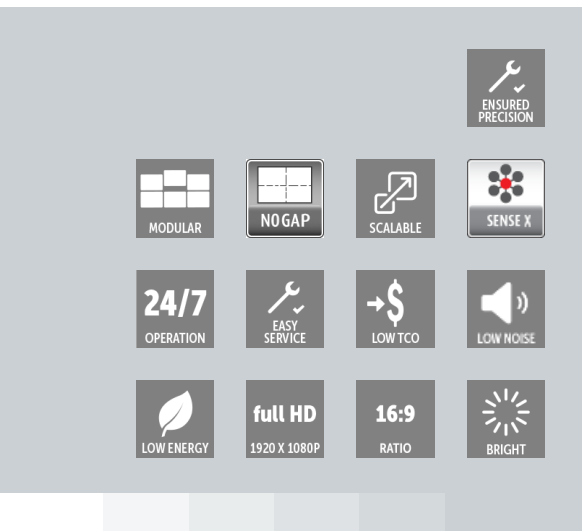 ENSURED
PRECISION
MODULAR
NO GAP
SCALABLE
SENSE X
24/7
OPERATION
EASY
SERVICE
$
LOW TCO
LOW NOISE
LOW ENERGY
full HD
1920 X 1080P
16:9
RATIO
BRIGHT